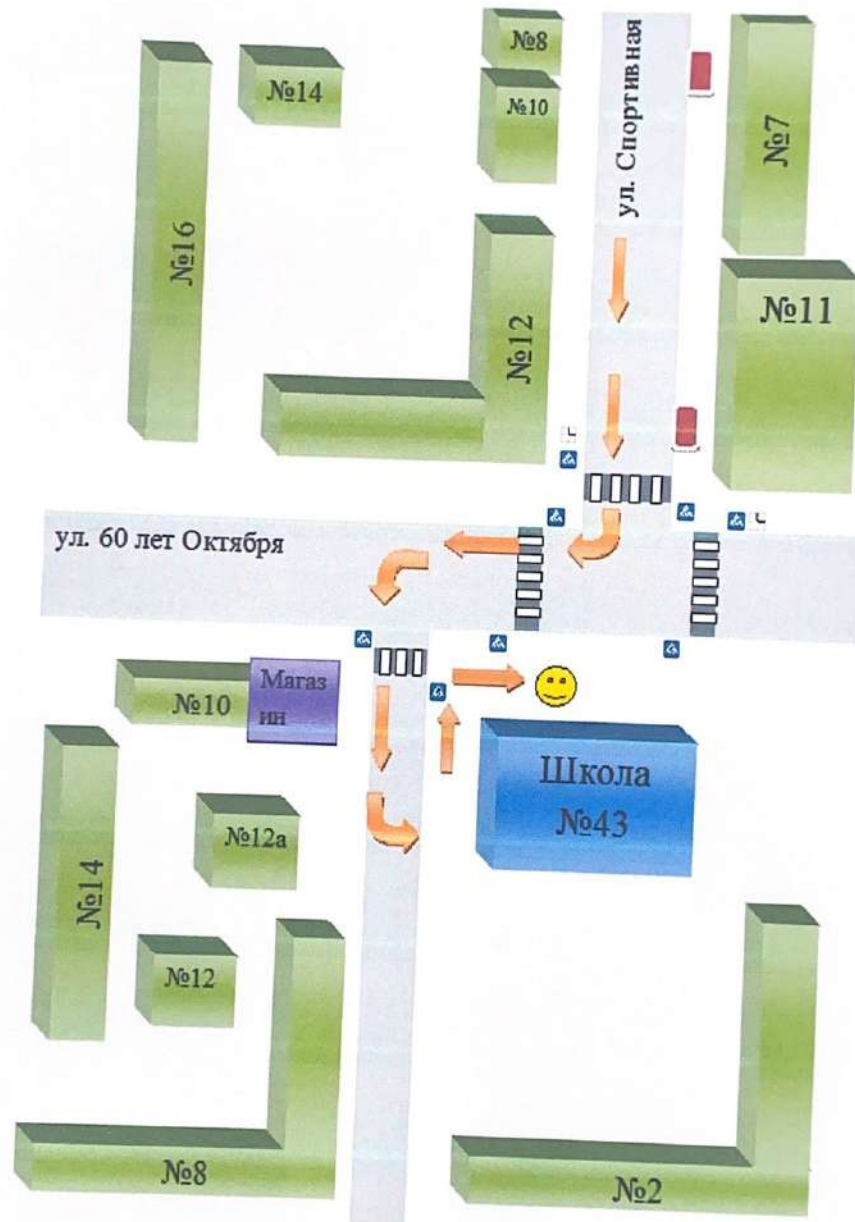 №8
№14
№10
ул. Спортивная
№7
№16
№12
№11
ул. 60 лет Октября
№10
Магаз
ин
Школа
№43
№12а
№14
№12
№8
№2